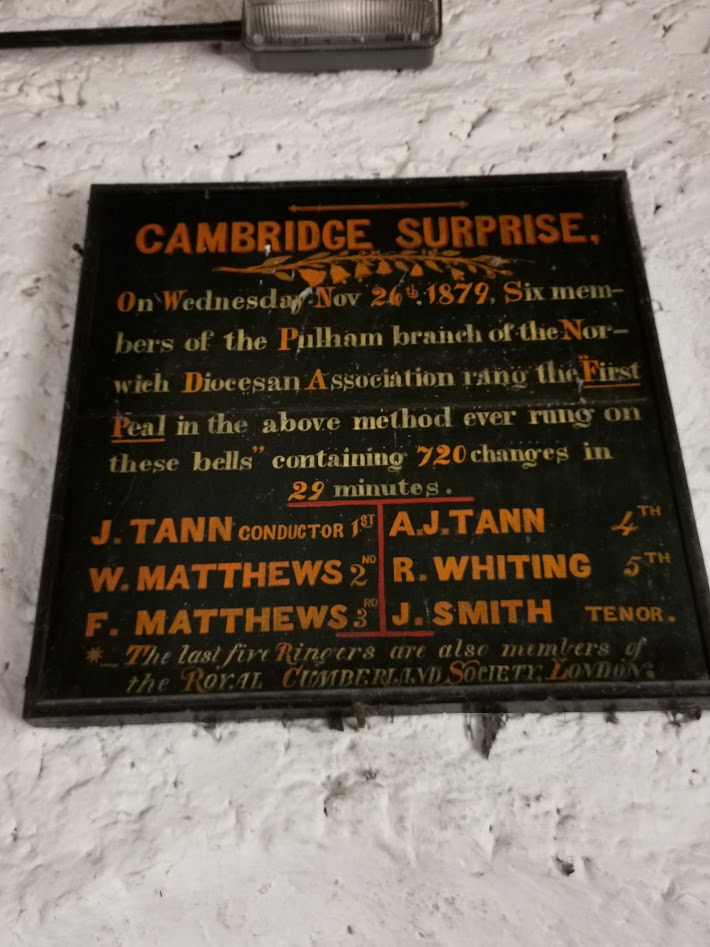 CAMBRIDGE SURPRISE,
On Wednesday Nov 26th. 1879, Six mem-
bers of the Pulham branch of the Nor-
wich Diocesan Association rang the "First
Peal in the above method ever rung on
these bells" containing 720 changes in
29 minutes.
J. TANN CONDUCTOR 1ST A.J. TANN 4TH
W. MATTHEWS 2ND R. WHITING 5TH
F. MATTHEWS 3RD J. SMITH TENOR.
*_ The last five Ringers are also members of
the ROYAL CUMBERLAND SOCIETY, LONDON.